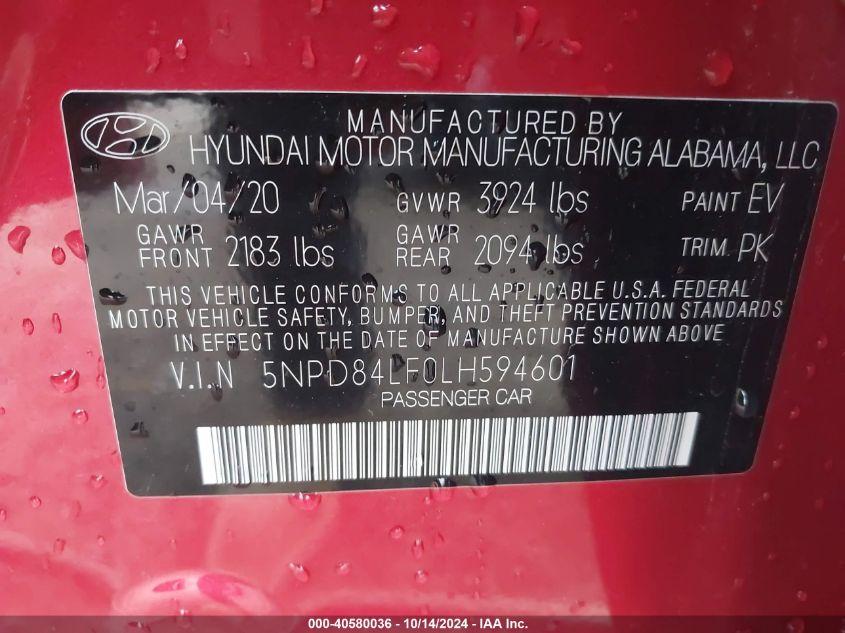 MANUFACTURED BY
HYUNDAI MOTOR MANUFACTURING ALABAMA, LLC
Mar/04/20 GVWR 3924 lbs PAINT EV
GAWR FRONT 2183 lbs GAWR REAR 2094 lbs TRIM PK
THIS VEHICLE CONFORMS TO ALL APPLICABLE U.S.A. FEDERAL
MOTOR VEHICLE SAFETY, BUMPER, AND THEFT PREVENTION STANDARDS
IN EFFECT ON THE DATE OF MANUFACTURE SHOWN ABOVE
V.I.N 5NPD84LF0LH594601
PASSENGER CAR
000-40580036 - 10/14/2024 - IAA Inc.